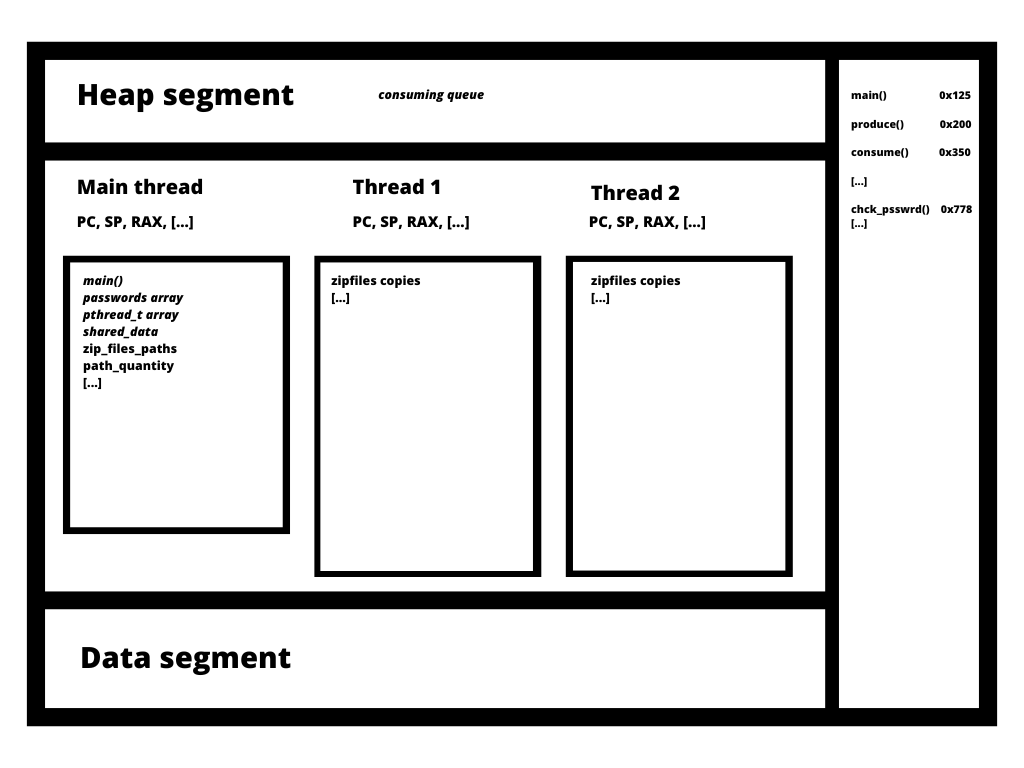 Heap segment consuming queue
Main thread
PC, SP, RAX, [...]
main()
passwords array
pthread_t array
shared_data
zip_files_paths
path_quantity
[...]
Thread 1
PC, SP, RAX, [...]
zipfiles copies
[...]
Thread 2
PC, SP, RAX, [...]
zipfiles copies
[...]
Data segment
main() 0x125
produce() 0x200
consume() 0x350
[...]
chck_psswrd() 0x778
[...]